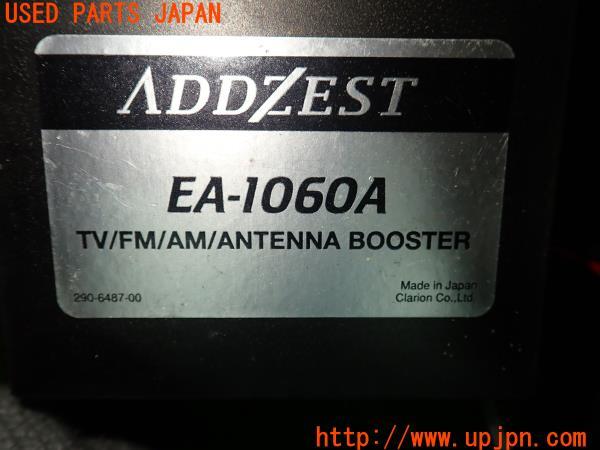 USED PARTS JAPAN
ADDZEST
EA-1060A
TV/FM/AM/ANTENNA BOOSTER
290-6487-00
Made in Japan
Clarion Co.,Ltd.
http://www.upjpn.com